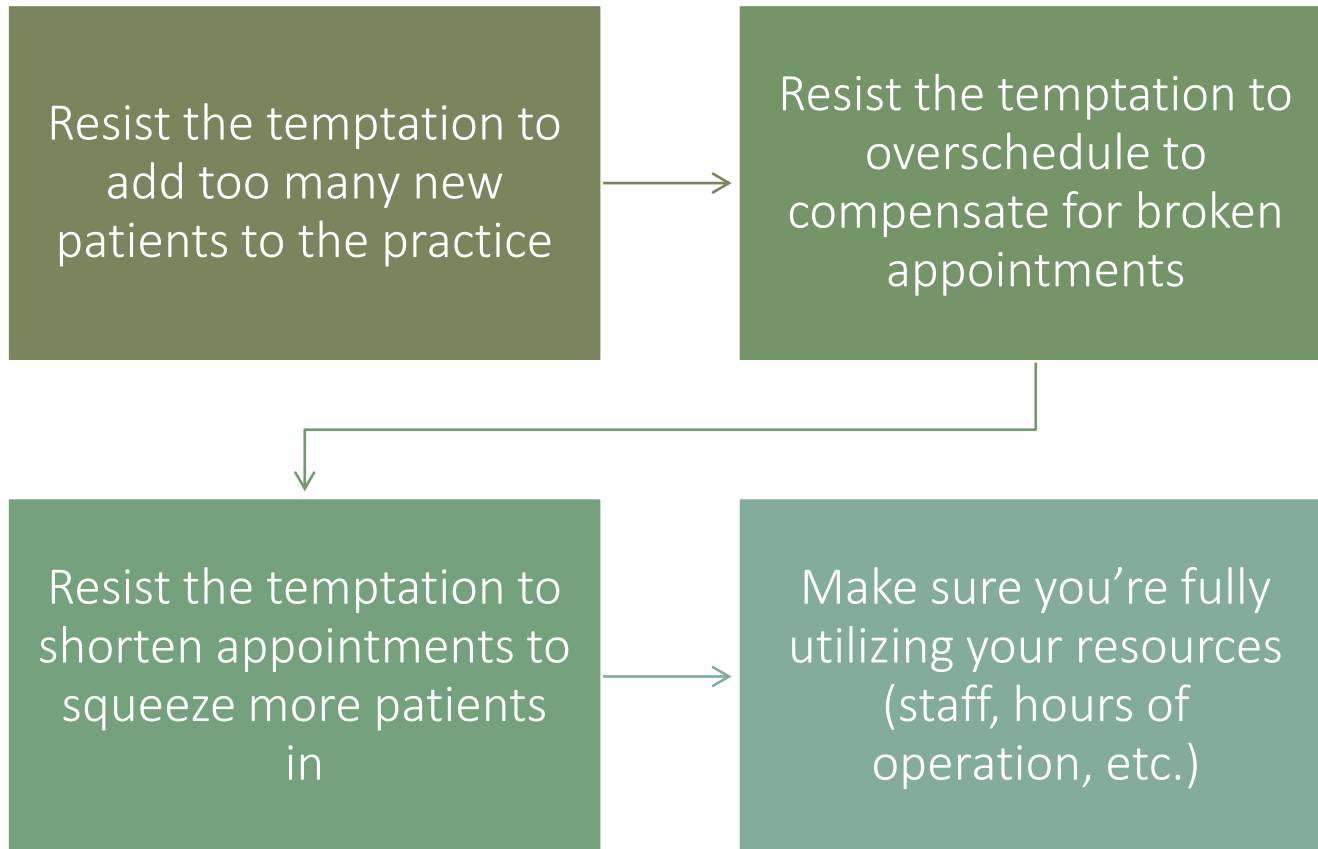 Resist the temptation to
add too many new
patients to the practice
Resist the temptation to
overschedule to
compensate for broken
appointments
Resist the temptation to
shorten appointments to
squeeze more patients
in
Make sure you’re fully
utilizing your resources
(staff, hours of
operation, etc.)